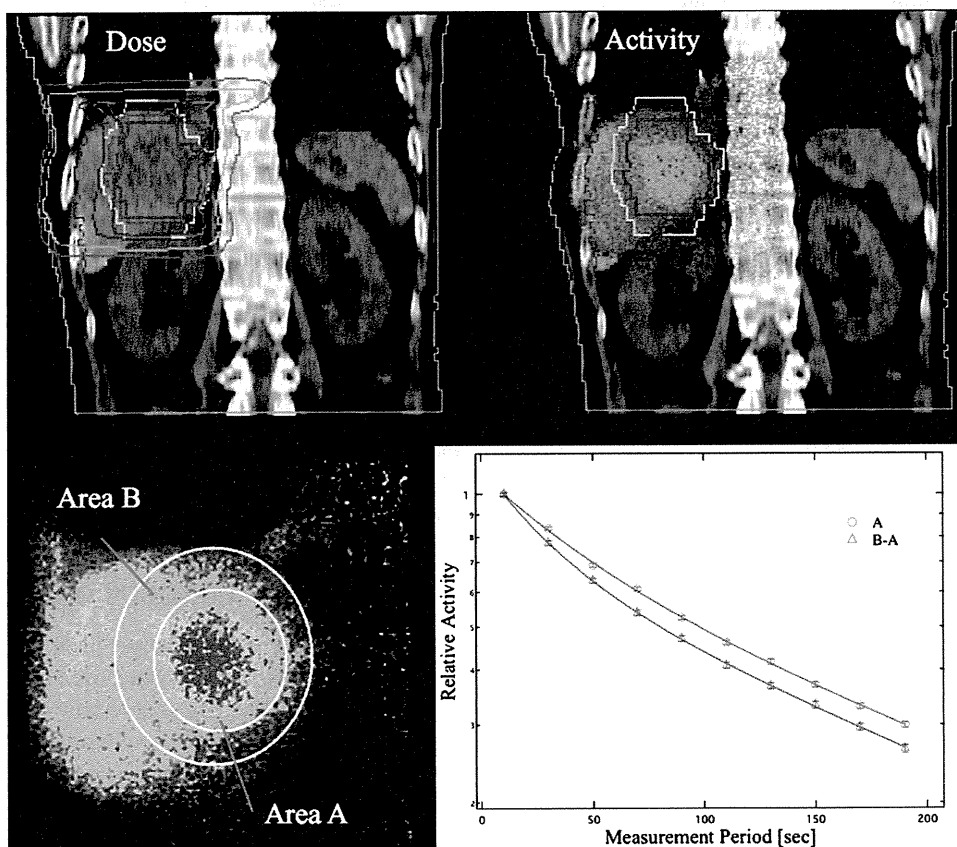 Dose
Activity
Area B
Area A
A
B-A
Relative Activity
1
9
8
7
6
5
4
3
2
0
50
100
150
200
Measurement Period [sec]